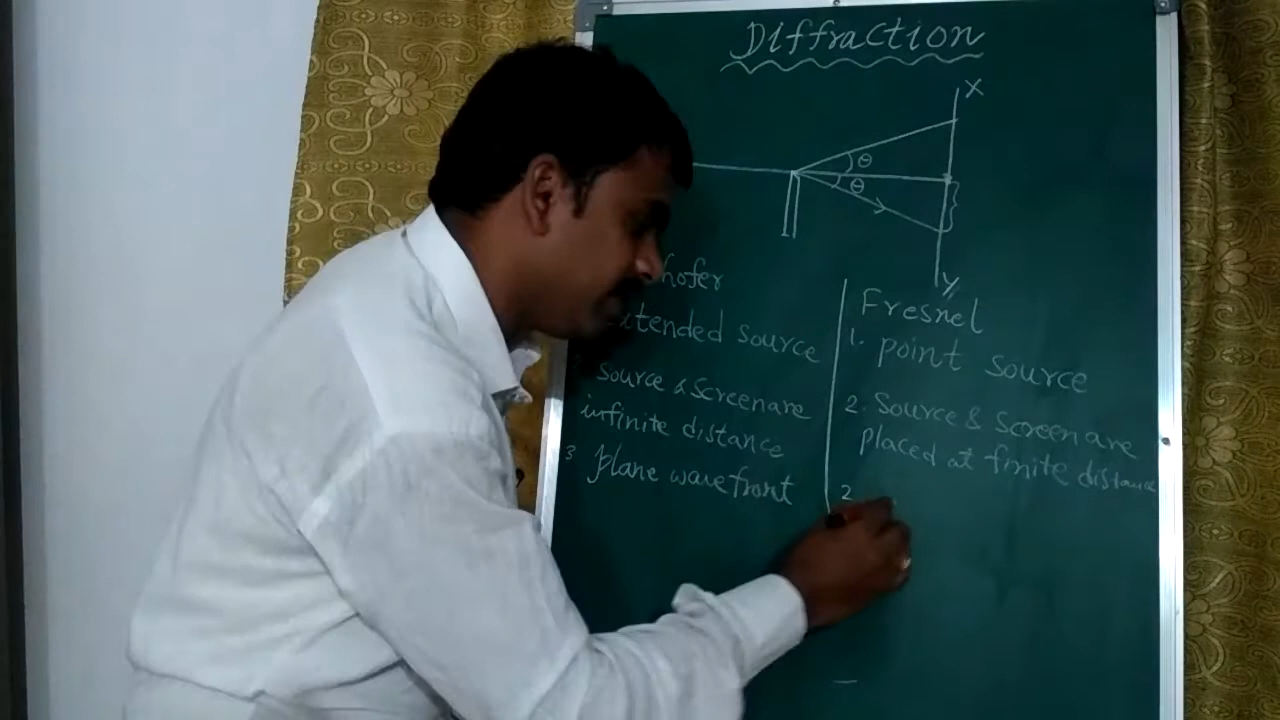 Diffraction
X
θ
θ
Y
hofer
xtended source
Source & Screen are
infinite distance
3 plane wavefront
Fresnel
1. point source
2. Source & Screen are
placed at finite distance
2